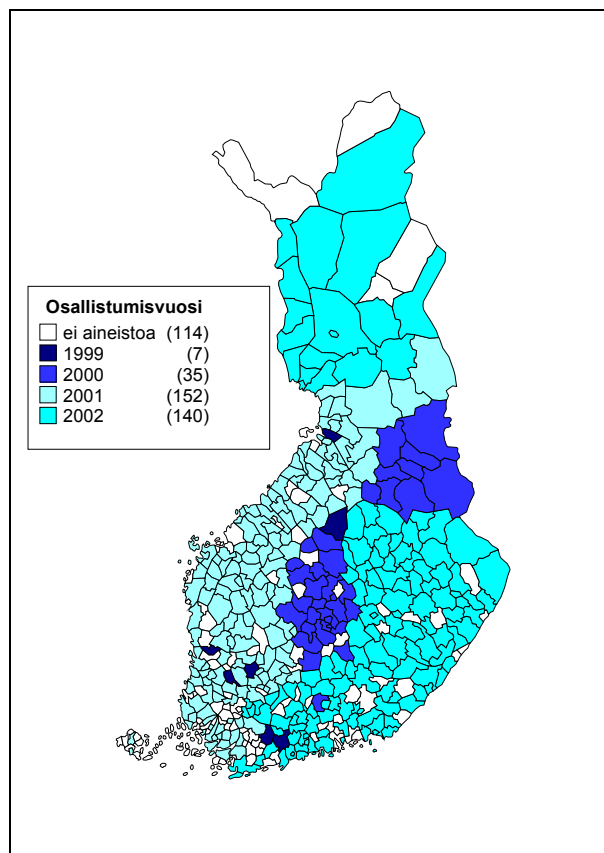 Osallistumisvuosi
ei aineistoa (114)
1999 (7)
2000 (35)
2001 (152)
2002 (140)